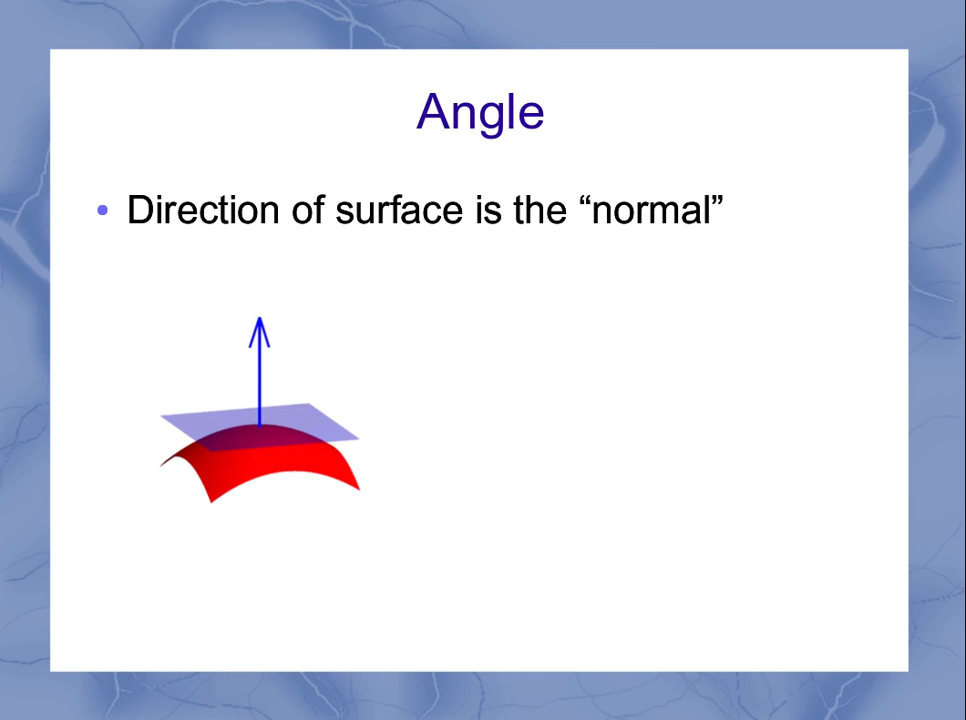 Angle
• Direction of surface is the “normal”